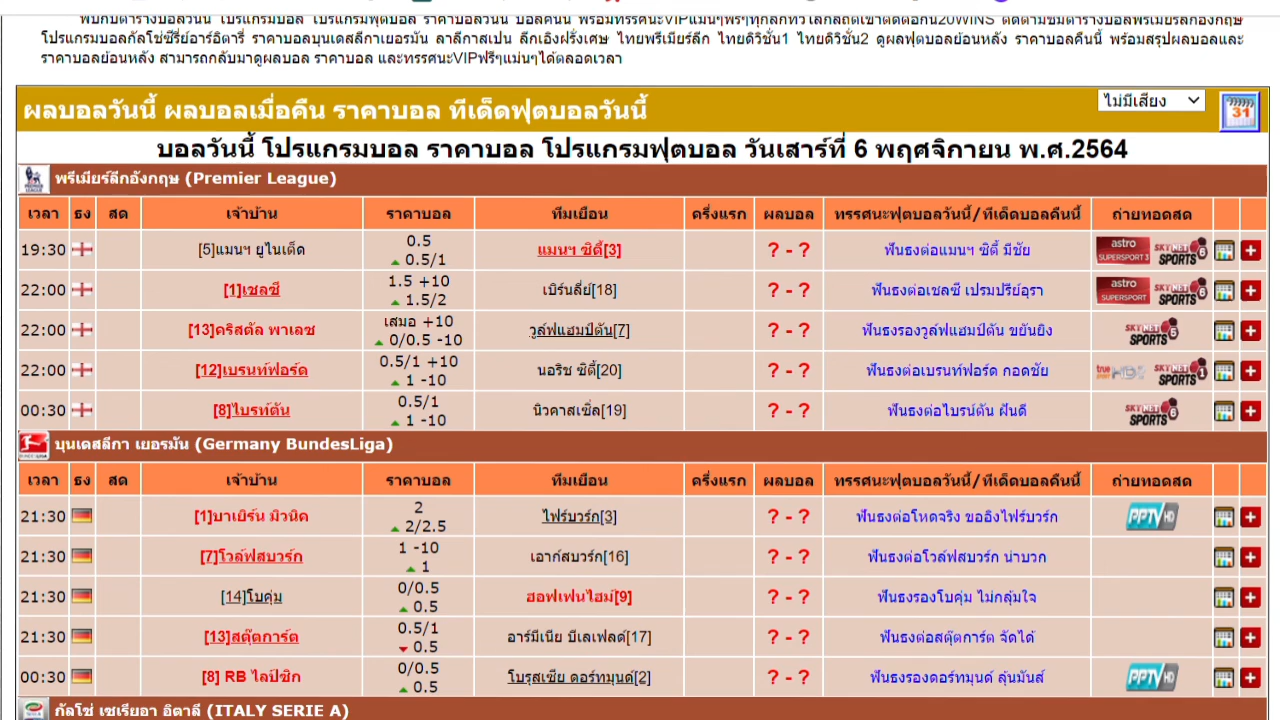 โปรแกรมบอลกัลโช่ซีรี่ย์อาร์อิตารี่ ราคาบอลบุนเดสลีกาเยอรมัน ลาลีกาสเปน ลีกเอิงฝรั่งเศษ ไทยพรีเมียร์ลีก ไทยดิวิชั่น1 ไทยดิวิชั่น2 ดูผลฟุตบอลย้อนหลัง ราคาบอลคืนนี้ พร้อมสรุปผลบอลและ
ราคาบอลย้อนหลัง สามารถกลับมาดูผลบอล ราคาบอล และทรรศนะVIPฟรีๆแม่นๆได้ตลอดเวลา
ผลบอลวันนี้ ผลบอลเมื่อคืน ราคาบอล ทีเด็ดฟุตบอลวันนี้ ไม่มีเสียง 31
บอลวันนี้ โปรแกรมบอล ราคาบอล โปรแกรมฟุตบอล วันเสาร์ที่ 6 พฤศจิกายน พ.ศ.2564
พรีเมียร์ลีกอังกฤษ (Premier League)
เวลา ธง สด เจ้าบ้าน ราคาบอล ทีมเยือน ครึ่งแรก ผลบอล ทรรศนะฟุตบอลวันนี้/ทีเด็ดบอลคืนนี้ ถ่ายทอดสด
19:30 [5]แมนฯ ยูไนเต็ด 0.5 0.5/1 แมนฯ ซิตี้[3] ? - ? ฟันธงต่อแมนฯ ซิตี้ มีชัย astro SUPERSPORT 3 SKYNET SPORTS 6
22:00 [1]เชลซี 1.5 +10 1.5/2 เบิร์นลี่ย์[18] ? - ? ฟันธงต่อเชลซี เปรมปรีย์อุรา astro SUPERSPORT SKYNET SPORTS 6
22:00 [13]คริสตัล พาเลซ เสมอ +10 0/0.5 -10 วูล์ฟแฮมป์ตัน[7] ? - ? ฟันธงรองวูล์ฟแฮมป์ตัน ขยันยิง SKYNET SPORTS 6
22:00 [12]เบรนท์ฟอร์ด 0.5/1 +10 1 -10 นอริช ซิตี้[20] ? - ? ฟันธงต่อเบรนท์ฟอร์ด กอดชัย true SKYNET SPORTS 1
00:30 [8]ไบรท์ตัน 0.5/1 1 -10 นิวคาสเซิ่ล[19] ? - ? ฟันธงต่อไบรน์ตัน ฝันดี SKYNET SPORTS 6
บุนเดสลีกา เยอรมัน (Germany BundesLiga)
เวลา ธง สด เจ้าบ้าน ราคาบอล ทีมเยือน ครึ่งแรก ผลบอล ทรรศนะฟุตบอลวันนี้/ทีเด็ดบอลคืนนี้ ถ่ายทอดสด
21:30 [1]บาเยิร์น มิวนิค 2 2/2.5 ไฟร์บวร์ก[3] ? - ? ฟันธงต่อโหดจริง ขออิงไฟร์บวร์ก PPTV HD
21:30 [7]โวล์ฟสบวร์ก 1 -10 1 เอาก์สบวร์ก[16] ? - ? ฟันธงต่อโวล์ฟสบวร์ก น่าบวก
21:30 [14]โบคุ่ม 0/0.5 0.5 ฮอฟเฟนไฮม์[9] ? - ? ฟันธงรองโบคุ่ม ไม่กลุ้มใจ
21:30 [13]สตุ๊ตการ์ต 0.5/1 0.5 อาร์มีเนีย บีเลเฟลด์[17] ? - ? ฟันธงต่อสตุ๊ตการ์ต จัดได้
00:30 [8] RB ไลป์ซิก 0/0.5 0.5 โบรุสเซีย ดอร์ทมุนด์[2] ? - ? ฟันธงรองดอร์ทมุนด์ ลุ้นมันส์ PPTV HD
กัลโช่ เซเรียอา อิตาลี (ITALY SERIE A)